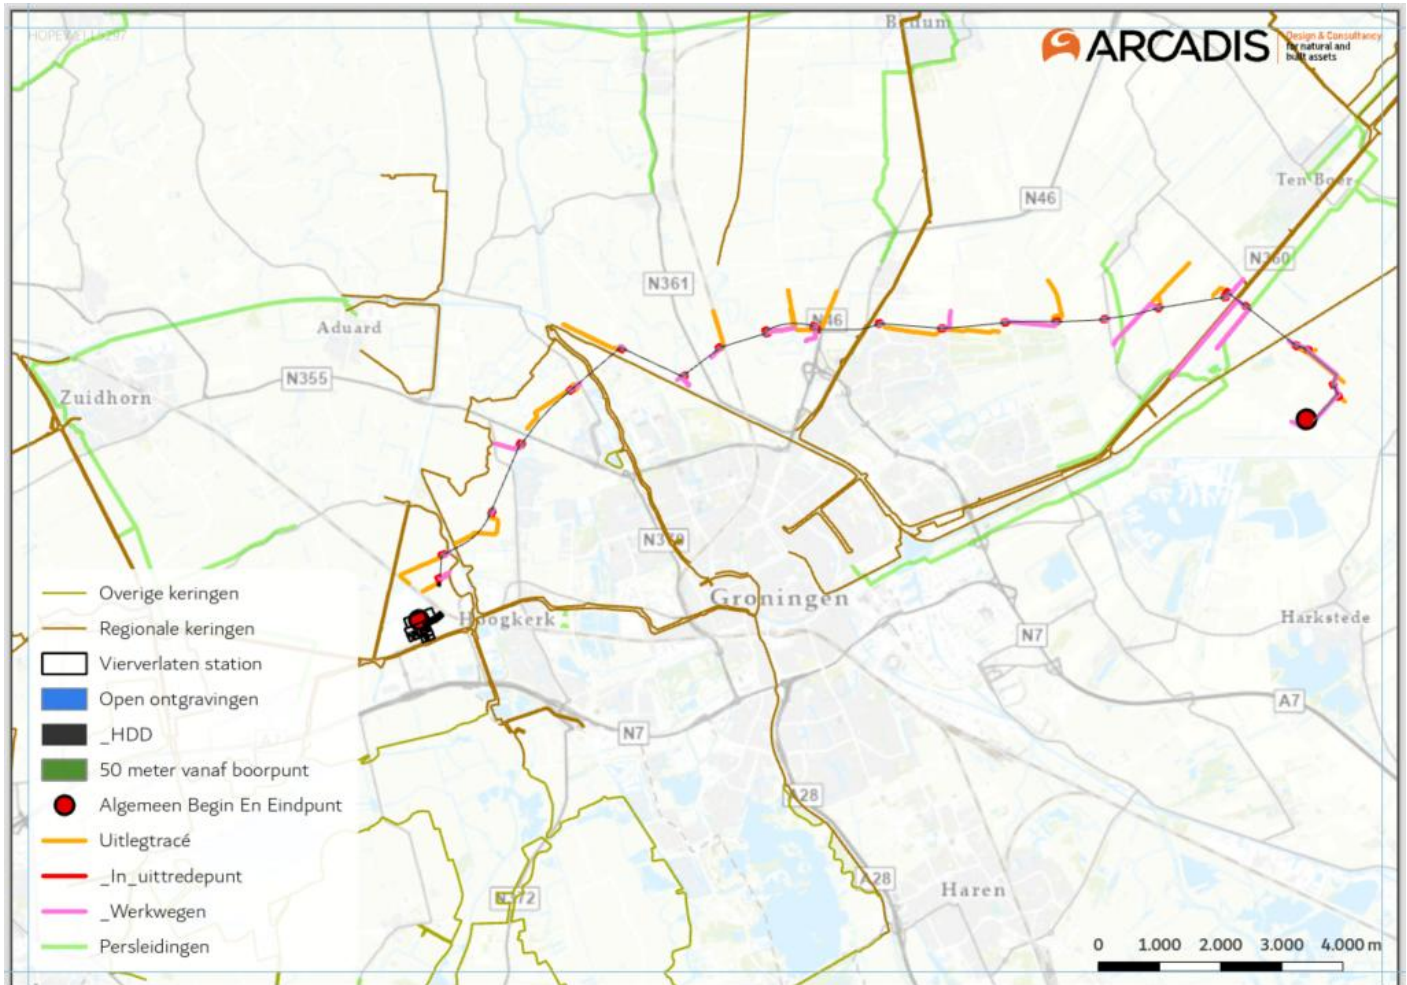 Bedum
HOPEWELL5297
ARCADIS
Design & Consultancy
for natural and
built assets
Ten Boer
N46
N360
N361
N46
Aduard
N355
Zuidhorn
N370
Groningen
Hoogkerk
Harkstede
N7
A7
N7
A28
A28
Haren
N372
Overige keringen
Regionale keringen
Vierverlaten station
Open ontgravingen
_HDD
50 meter vanaf boorpunt
Algemeen Begin En Eindpunt
Uitlegtracé
_In_uittredepunt
_Werkwegen
Persleidingen
0 1.000 2.000 3.000 4.000 m